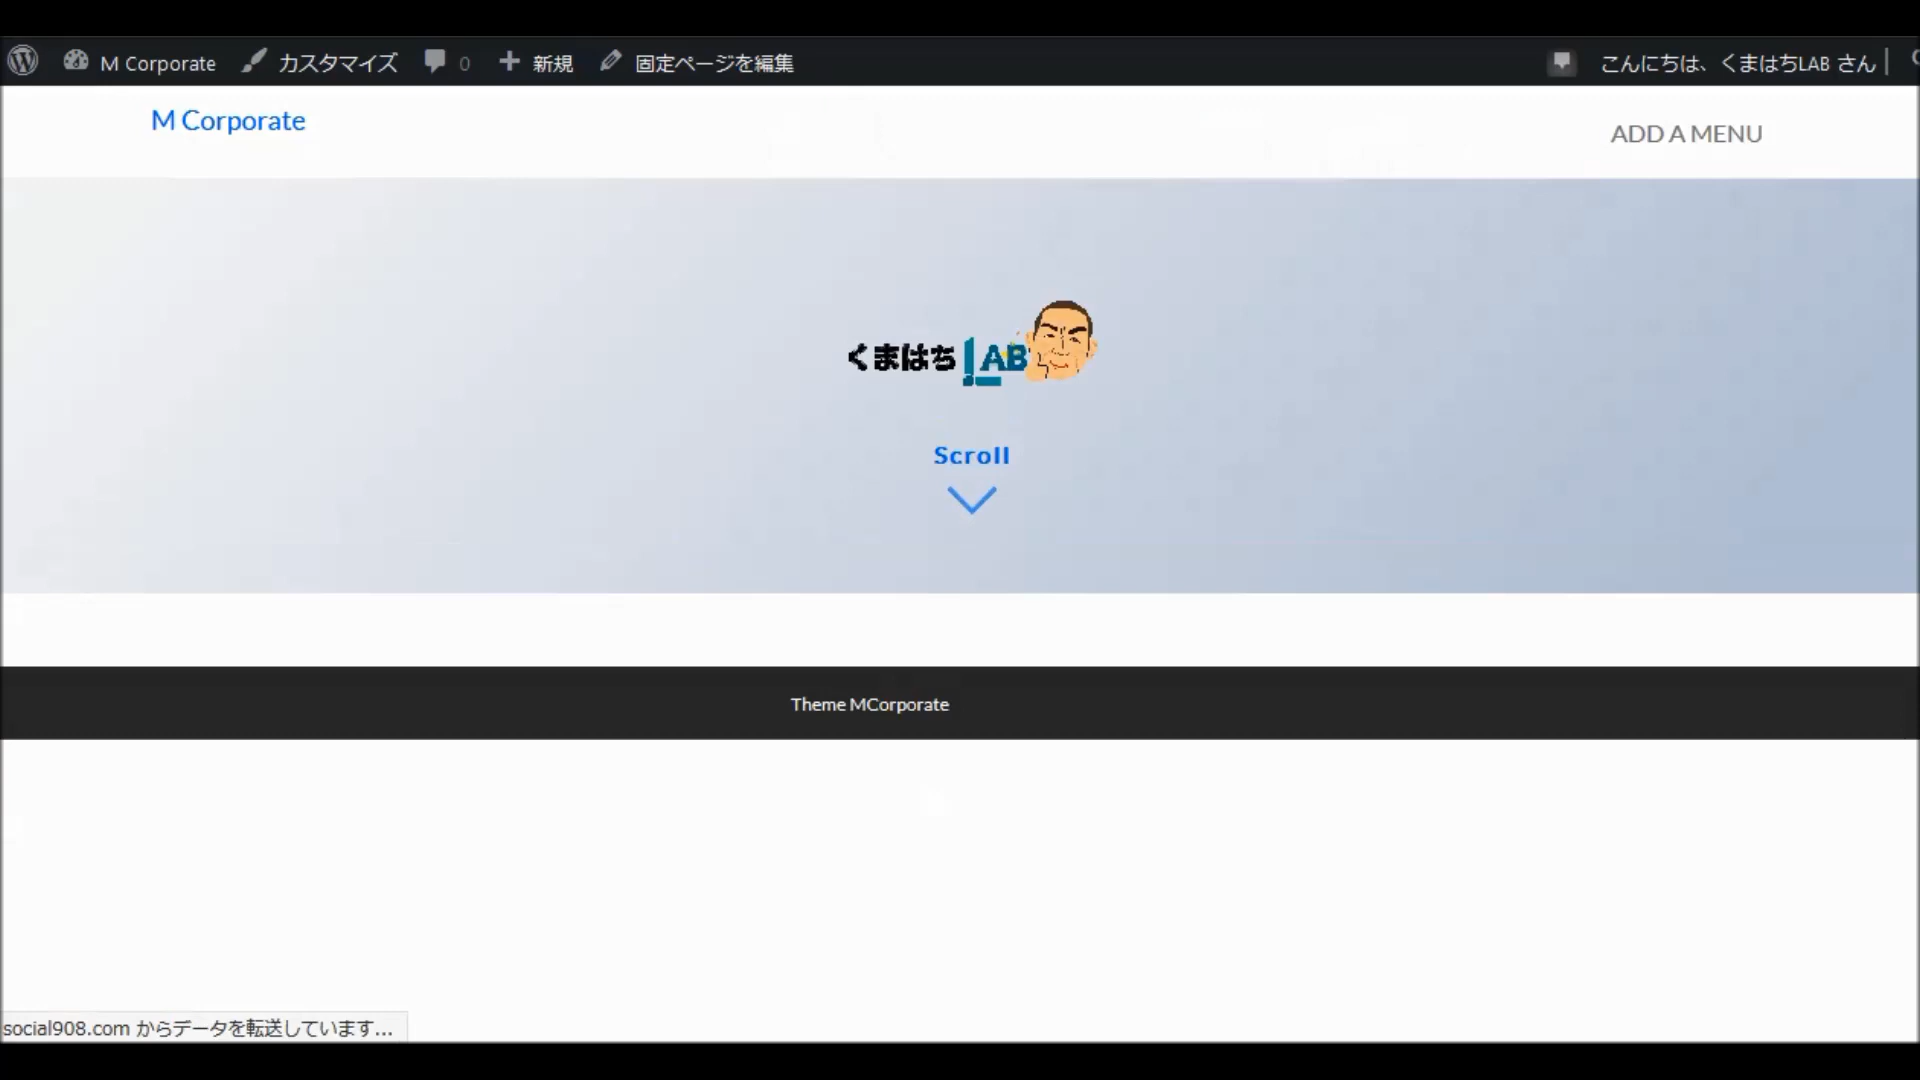 M Corporate カスタマイズ 0 新規 固定ページを編集 こんにちは、くまはちLAB さん
M Corporate
ADD A MENU
くまはち LAB
Scroll
Theme MCorporate
social908.com からデータを転送しています...